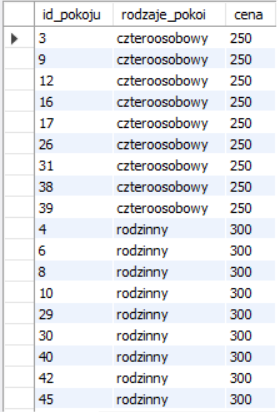 id_pokoju rodzaje_pokoi cena
3 czteroosobowy 250
9 czteroosobowy 250
12 czteroosobowy 250
16 czteroosobowy 250
17 czteroosobowy 250
26 czteroosobowy 250
31 czteroosobowy 250
38 czteroosobowy 250
39 czteroosobowy 250
4 rodzinny 300
6 rodzinny 300
8 rodzinny 300
10 rodzinny 300
29 rodzinny 300
30 rodzinny 300
40 rodzinny 300
42 rodzinny 300
45 rodzinny 300